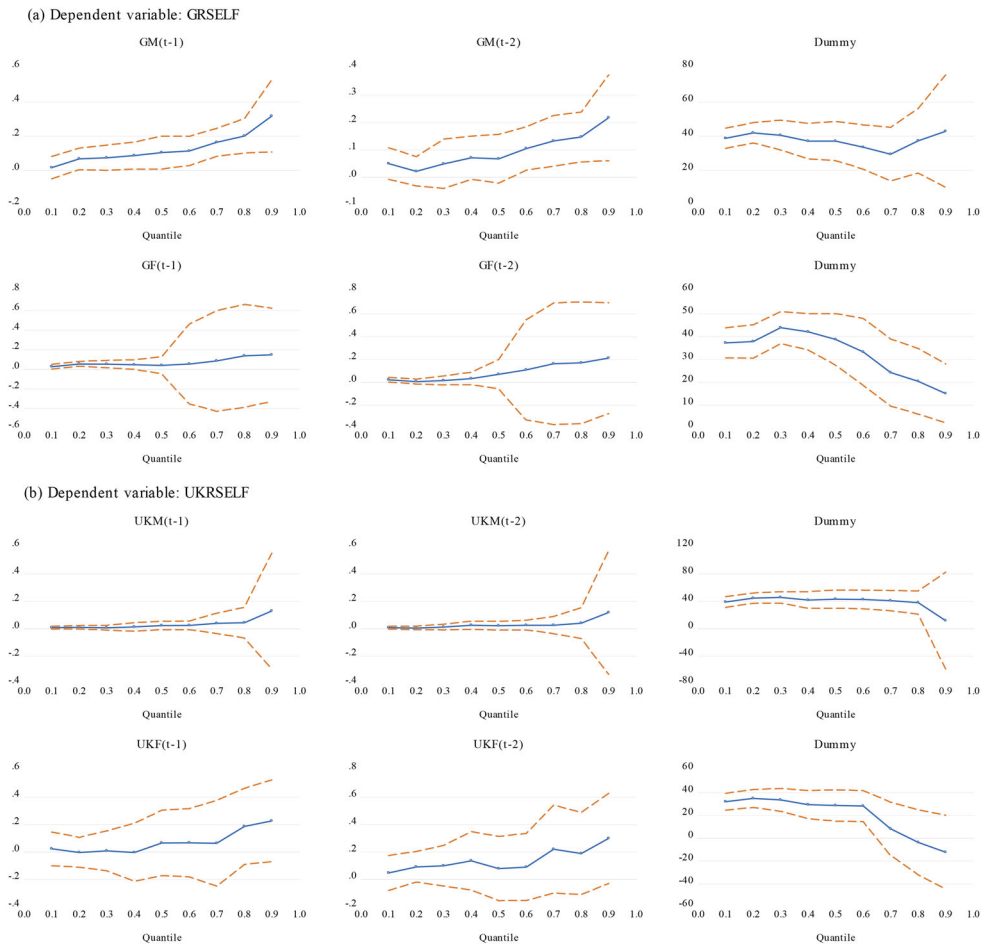 (a) Dependent variable: GRSELF
GM(t-1) GM(t-2) Dummy
.6 .4 80
.3
.4 60
.2
.2 40
.1
.0 20
.0
-.2 -.1 0
0.0 0.1 0.2 0.3 0.4 0.5 0.6 0.7 0.8 0.9 1.0 0.0 0.1 0.2 0.3 0.4 0.5 0.6 0.7 0.8 0.9 1.0 0.0 0.1 0.2 0.3 0.4 0.5 0.6 0.7 0.8 0.9 1.0
Quantile Quantile Quantile
GF(t-1) GF(t-2) Dummy
.8 .8 60
.6 .6 50
.4 .4 40
.2
.2 30
.0
.0 20
-.2
-.4 -.2 10
-.6 -.4 0
0.0 0.1 0.2 0.3 0.4 0.5 0.6 0.7 0.8 0.9 1.0 0.0 0.1 0.2 0.3 0.4 0.5 0.6 0.7 0.8 0.9 1.0 0.0 0.1 0.2 0.3 0.4 0.5 0.6 0.7 0.8 0.9 1.0
Quantile Quantile Quantile
(b) Dependent variable: UKRSELF
UKM(t-1) UKM(t-2) Dummy
.6 .6 120
.4 .4 80
.2 .2 40
.0 .0 0
-.2 -.2 -40
-.4 -.4 -80
0.0 0.1 0.2 0.3 0.4 0.5 0.6 0.7 0.8 0.9 1.0 0.0 0.1 0.2 0.3 0.4 0.5 0.6 0.7 0.8 0.9 1.0 0.0 0.1 0.2 0.3 0.4 0.5 0.6 0.7 0.8 0.9 1.0
Quantile Quantile Quantile
UKF(t-1) UKF(t-2) Dummy
.6 .8 60
.6 40
.4
.4 20
.2
.2 0
.0
.0 -20
-.2
-.2 -40
-.4 -.4 -60
0.0 0.1 0.2 0.3 0.4 0.5 0.6 0.7 0.8 0.9 1.0 0.0 0.1 0.2 0.3 0.4 0.5 0.6 0.7 0.8 0.9 1.0 0.0 0.1 0.2 0.3 0.4 0.5 0.6 0.7 0.8 0.9 1.0
Quantile Quantile Quantile